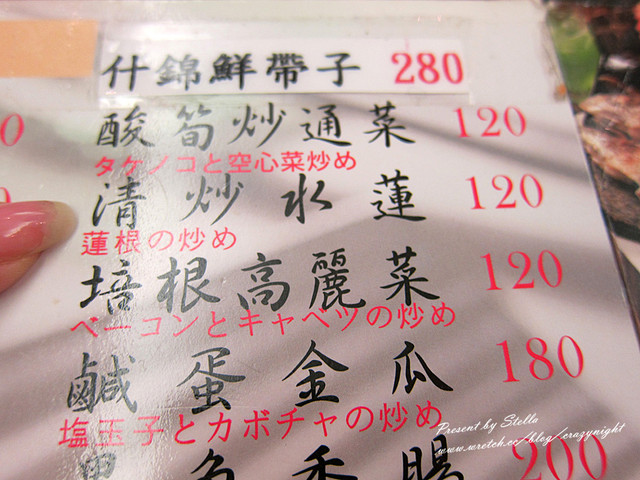 什錦鮮帶子 280
酸筍炒通菜 120
タケノコと空心菜炒め
清炒水蓮 120
蓮根の炒め
培根高麗菜 120
ベーコンとキャベツの炒め
鹹蛋金瓜 180
塩玉子とカボチャの炒め
香腸 200
Present by Stella
www.wretch.cc/blog/crazynight